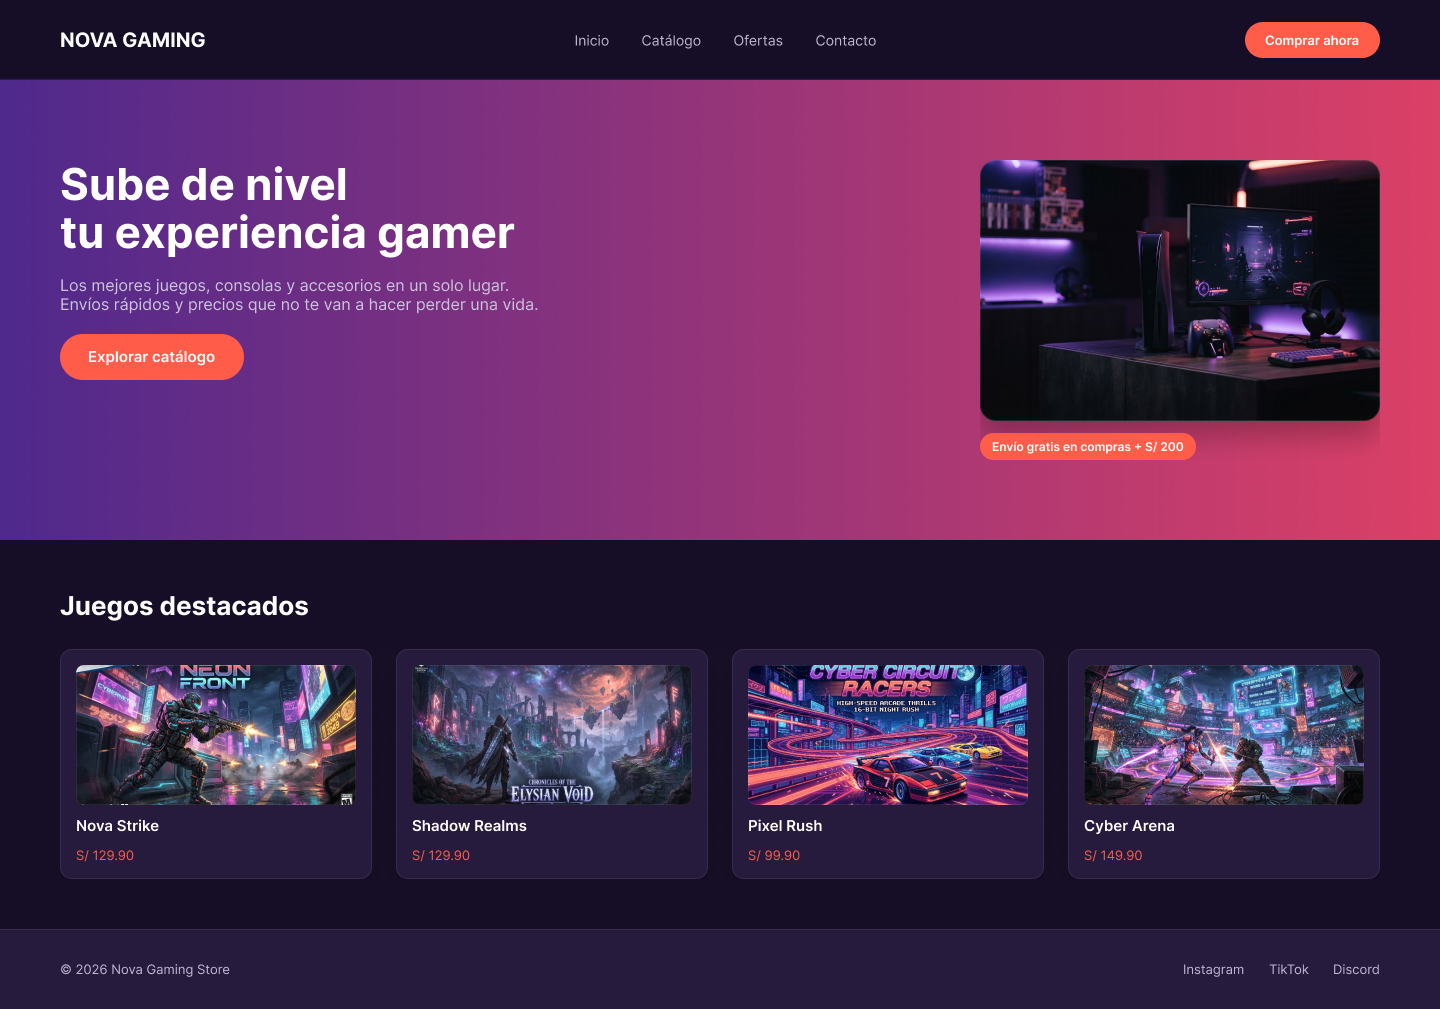 NOVA GAMING
Inicio
Catálogo
Ofertas
Contacto
Comprar ahora
Sube de nivel
tu experiencia gamer
Los mejores juegos, consolas y accesorios en un solo lugar.
Envíos rápidos y precios que no te van a hacer perder una vida.
Explorar catálogo
Envío gratis en compras + S/ 200
Juegos destacados
NEON
FRONT
Nova Strike
S/ 129.90
CHRONICLES OF THE
ELYSIAN VOID
Shadow Realms
S/ 129.90
CYBER CIRCUIT
RACERS
HIGH-SPEED ARCADE THRILLS
16-BIT NIGHT RUSH
Pixel Rush
S/ 99.90
Cyber Arena
S/ 149.90
© 2026 Nova Gaming Store
Instagram
TikTok
Discord